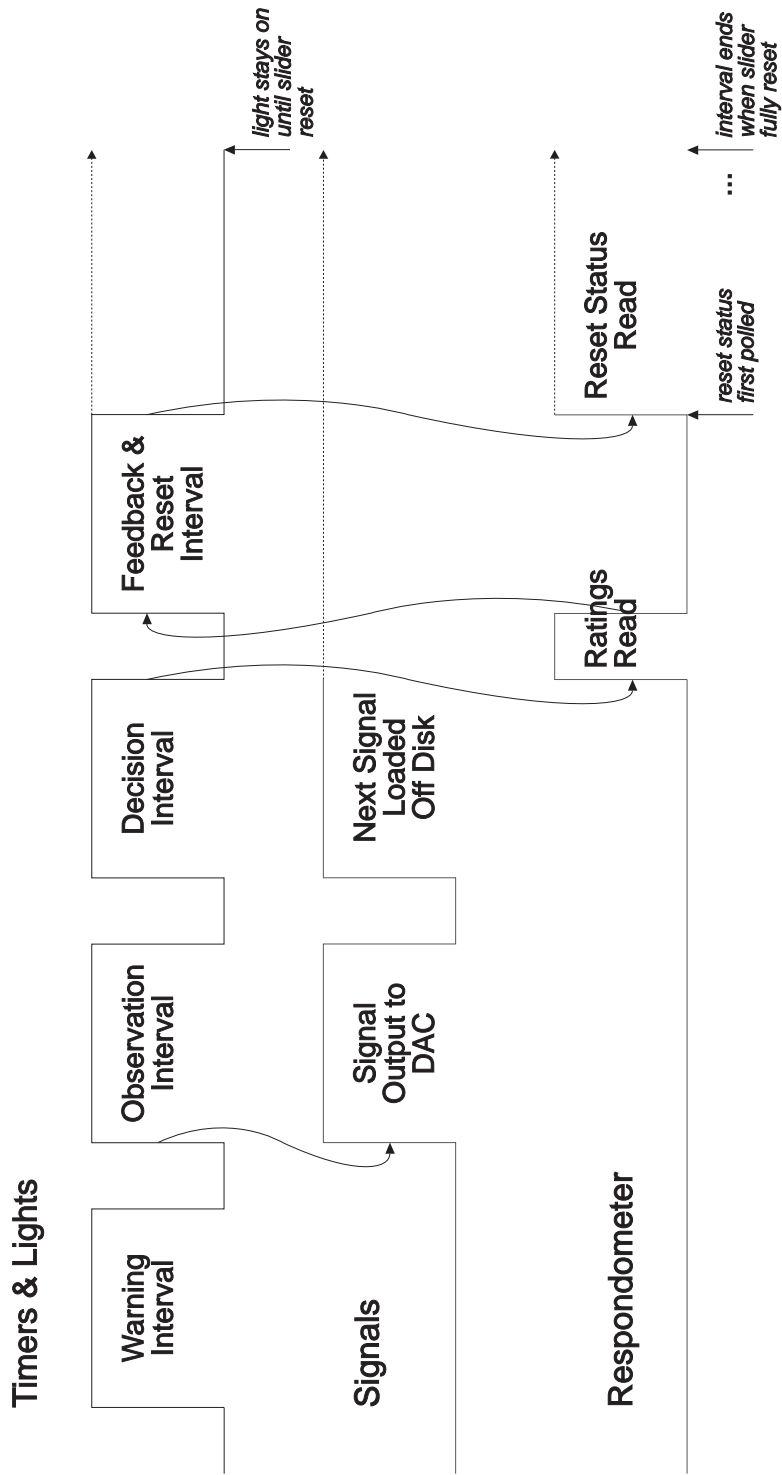 Timers & Lights
Warning
Interval
Observation
Interval
Decision
Interval
Feedback &
Reset
Interval
light stays on
until slider
reset
Signals
Signal
Output to
DAC
Next Signal
Loaded
Off Disk
Respondometer
Ratings
Read
Reset Status
Read
reset status
first polled
...
interval ends
when slider
fully reset